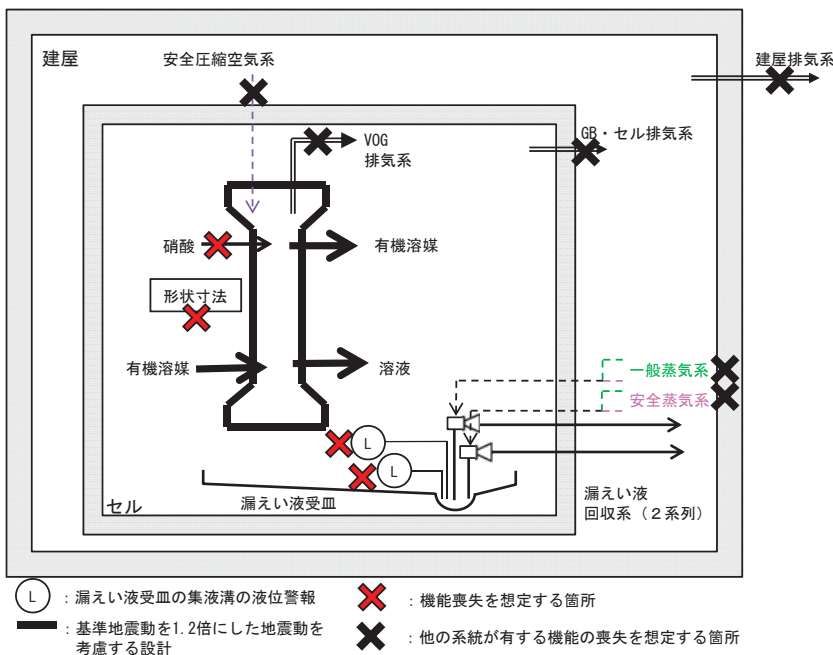 建屋
安全圧縮空気系
建屋排気系
VOG
排気系
GB・セル排気系
硝酸
有機溶媒
形状寸法
有機溶媒
溶液
一般蒸気系
安全蒸気系
L
L
漏えい液受皿
セル
漏えい液
回収系（２系列）
L
：漏えい液受皿の集液溝の液位警報
：機能喪失を想定する箇所
：基準地震動を1.2倍にした地震動を
考慮する設計
：他の系統が有する機能の喪失を想定する箇所